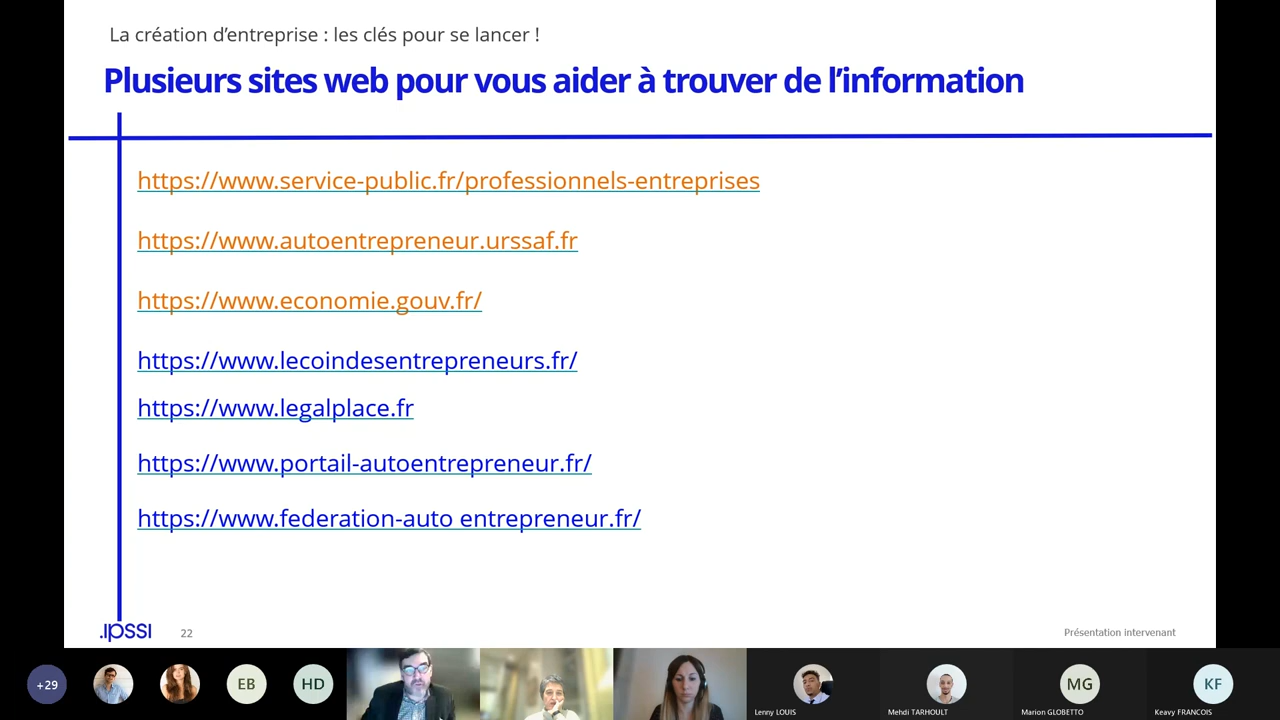 La création d’entreprise : les clés pour se lancer !
Plusieurs sites web pour vous aider à trouver de l’information
https://www.service-public.fr/professionnels-entreprises
https://www.autoentrepreneur.urssaf.fr
https://www.economie.gouv.fr/
https://www.lecoindesentrepreneurs.fr/
https://www.legalplace.fr
https://www.portail-autoentrepreneur.fr/
https://www.federation-auto entrepreneur.fr/
.IPSSI
22
Présentation intervenant
+29
EB
HD
MG
KF
Lenny LOUIS
Mehdi TARHOULT
Marion GLOBETTO
Keavy FRANCOIS